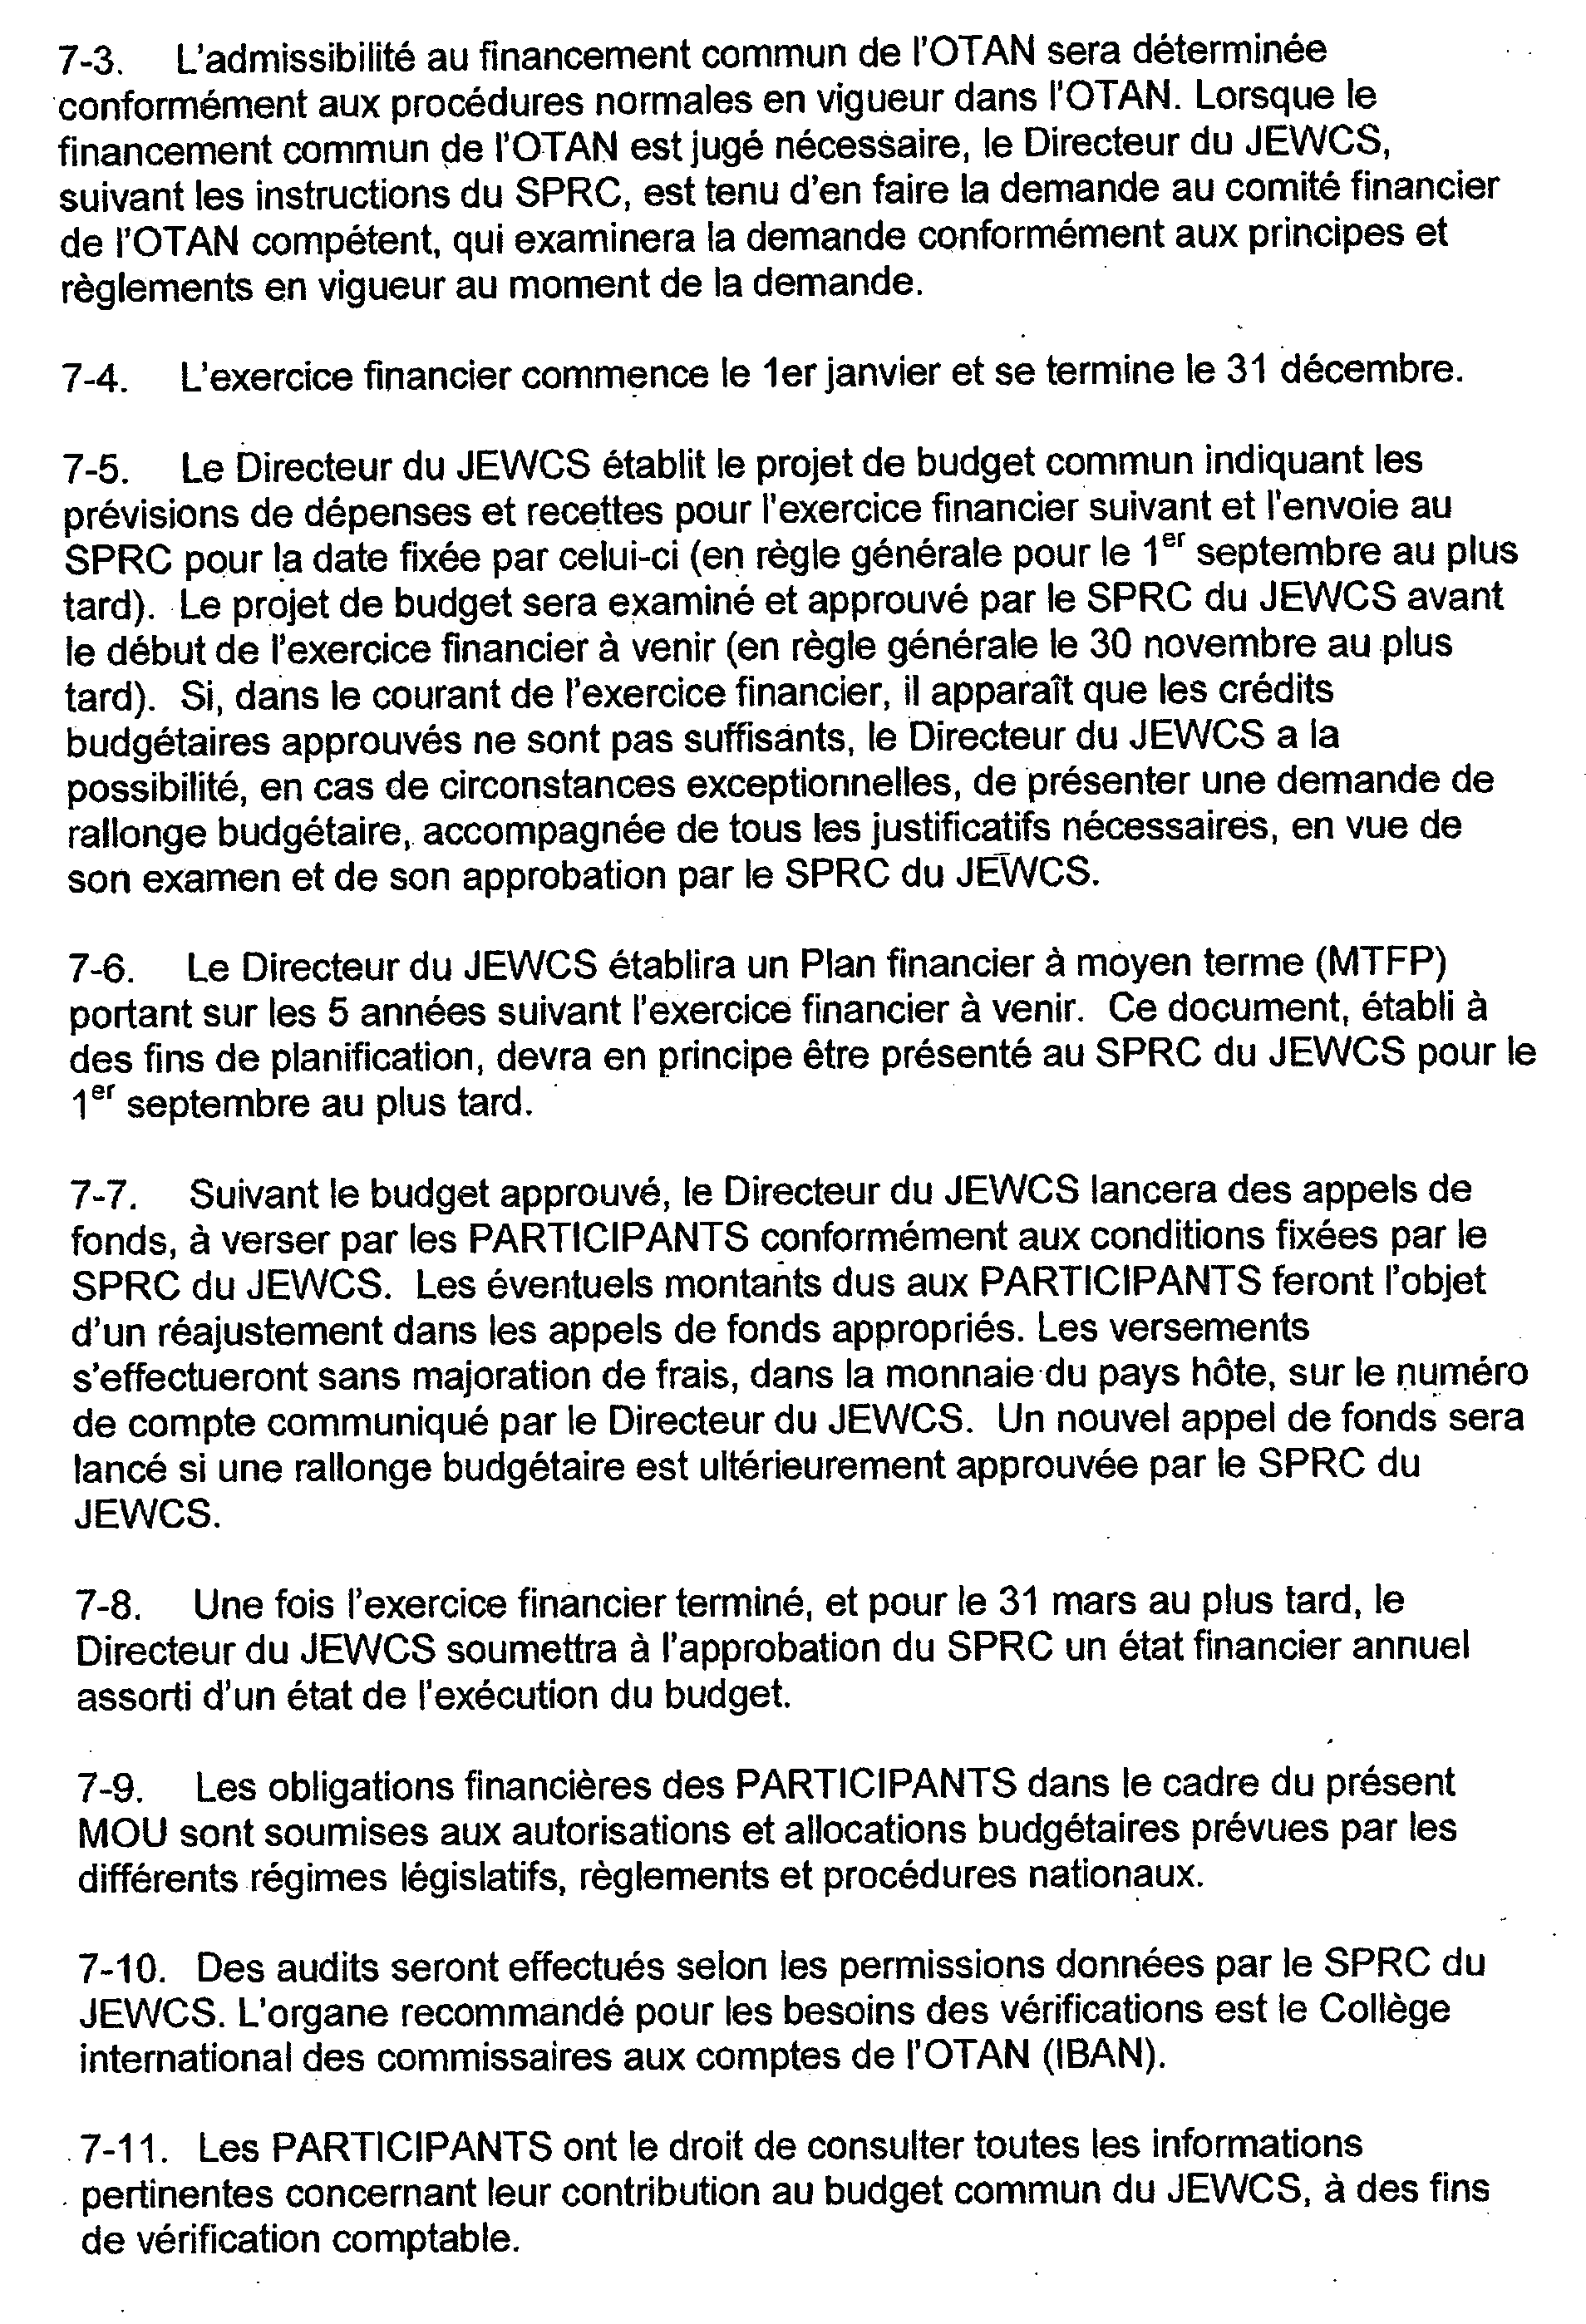 7-3. L'admissibilité au financement commun de l'OTAN sera déterminée
conformément aux procédures normales en vigueur dans l'OTAN. Lorsque le
financement commun de l'OTAN est jugé nécessaire, le Directeur du JEWCS,
suivant les instructions du SPRC, est tenu d'en faire la demande au comité financier
de l'OTAN compétent, qui examinera la demande conformément aux principes et
règlements en vigueur au moment de la demande.
7-4. L'exercice financier commence le 1er janvier et se termine le 31 décembre.
7-5. Le Directeur du JEWCS établit le projet de budget commun indiquant les
prévisions de dépenses et recettes pour l'exercice financier suivant et l'envoie au
SPRC pour la date fixée par celui-ci (en règle générale pour le 1er septembre au plus
tard). Le projet de budget sera examiné et approuvé par le SPRC du JEWCS avant
le début de l'exercice financier à venir (en règle générale le 30 novembre au plus
tard). Si, dans le courant de l'exercice financier, il apparaît que les crédits
budgétaires approuvés ne sont pas suffisants, le Directeur du JEWCS a la
possibilité, en cas de circonstances exceptionnelles, de présenter une demande de
rallonge budgétaire, accompagnée de tous les justificatifs nécessaires, en vue de
son examen et de son approbation par le SPRC du JEWCS.
7-6. Le Directeur du JEWCS établira un Plan financier à moyen terme (MTFP)
portant sur les 5 années suivant l'exercice financier à venir. Ce document, établi à
des fins de planification, devra en principe être présenté au SPRC du JEWCS pour le
1er septembre au plus tard.
7-7. Suivant le budget approuvé, le Directeur du JEWCS lancera des appels de
fonds, à verser par les PARTICIPANTS conformément aux conditions fixées par le
SPRC du JEWCS. Les éventuels montants dus aux PARTICIPANTS feront l'objet
d'un réajustement dans les appels de fonds appropriés. Les versements
s'effectueront sans majoration de frais, dans la monnaie du pays hôte, sur le numéro
de compte communiqué par le Directeur du JEWCS. Un nouvel appel de fonds sera
lancé si une rallonge budgétaire est ultérieurement approuvée par le SPRC du
JEWCS.
7-8. Une fois l'exercice financier terminé, et pour le 31 mars au plus tard, le
Directeur du JEWCS soumettra à l'approbation du SPRC un état financier annuel
assorti d'un état de l'exécution du budget.
7-9. Les obligations financières des PARTICIPANTS dans le cadre du présent
MOU sont soumises aux autorisations et allocations budgétaires prévues par les
différents régimes législatifs, règlements et procédures nationaux.
7-10. Des audits seront effectués selon les permissions données par le SPRC du
JEWCS. L'organe recommandé pour les besoins des vérifications est le Collège
international des commissaires aux comptes de l'OTAN (IBAN).
7-11. Les PARTICIPANTS ont le droit de consulter toutes les informations
pertinentes concernant leur contribution au budget commun du JEWCS, à des fins
de vérification comptable.